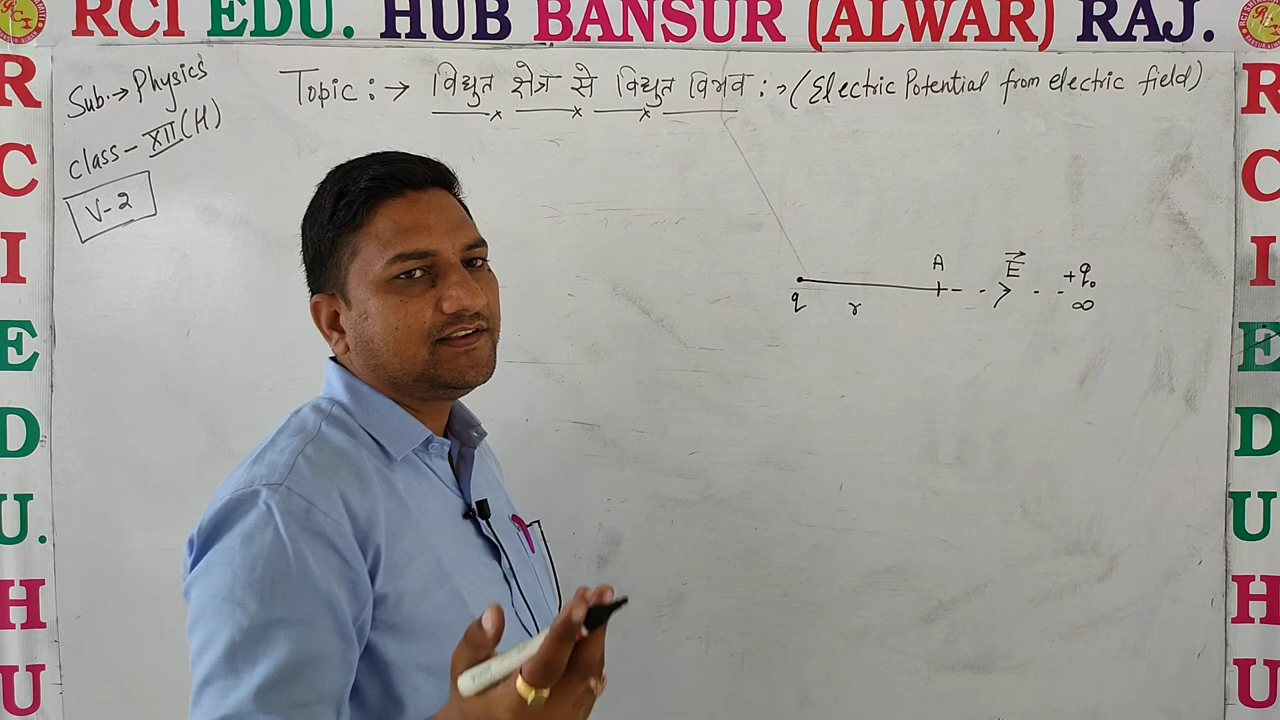 RCI EDU. HUB BANSUR (ALWAR) RAJ.
R
C
I
E
D
U.
H
U
Sub.→ Physics
class- XII(H)
V-2
Topic:→ विद्युत क्षेत्र से विद्युत विभव :→ (Electric Potential from electric field)
q r A E⃗ +q₀
∞
R
C
I
E
D
U.
H
U